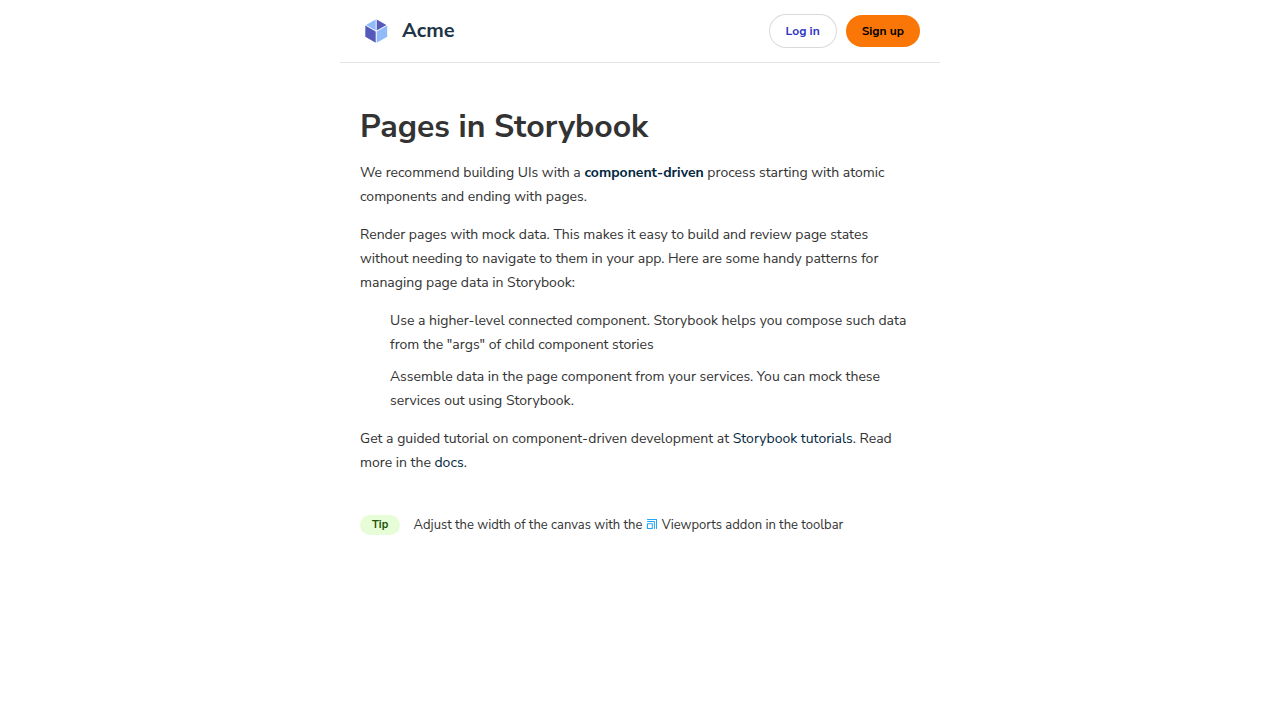 Acme
Log in
Sign up
Pages in Storybook
We recommend building UIs with a component-driven process starting with atomic
components and ending with pages.
Render pages with mock data. This makes it easy to build and review page states
without needing to navigate to them in your app. Here are some handy patterns for
managing page data in Storybook:
Use a higher-level connected component. Storybook helps you compose such data
from the "args" of child component stories
Assemble data in the page component from your services. You can mock these
services out using Storybook.
Get a guided tutorial on component-driven development at Storybook tutorials. Read
more in the docs.
Tip Adjust the width of the canvas with the Viewports addon in the toolbar